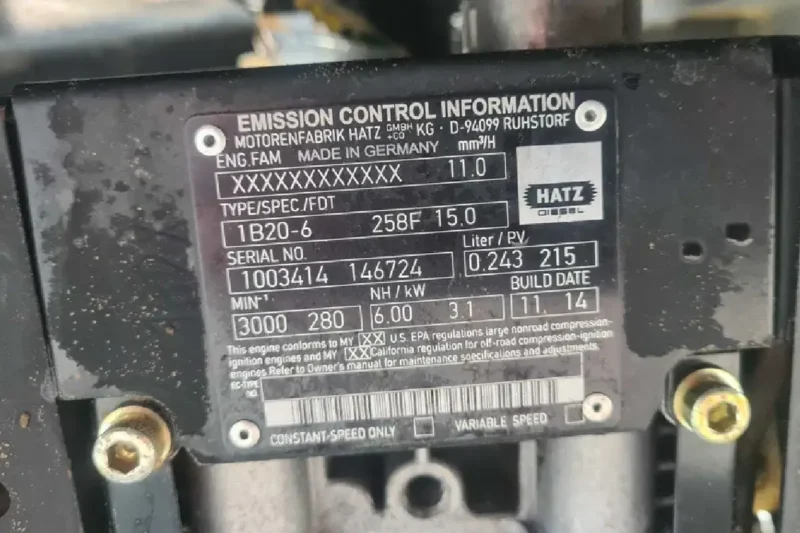 EMISSION CONTROL INFORMATION
MOTORENFABRIK HATZ GMBH +CO KG · D-94099 RUHSTORF
ENG.FAM MADE IN GERMANY mm³/H
XXXXXXXXXXXX 11.0
HATZ
DIESEL
TYPE/SPEC./FDT
1B20-6 258F 15.0
SERIAL NO. Liter / PV
1003414 146724 0.243 215
MIN⁻¹ NH / kW BUILD DATE
3000 280 6.00 3.1 11. 14
This engine conforms to MY XX U.S. EPA regulations large nonroad compression-
ignition engines and MY XX California regulation for off-road compression-ignition
engines Refer to Owner's manual for maintenance specifications and adjustments.
EC-TYPE
NO.
CONSTANT-SPEED ONLY VARIABLE SPEED